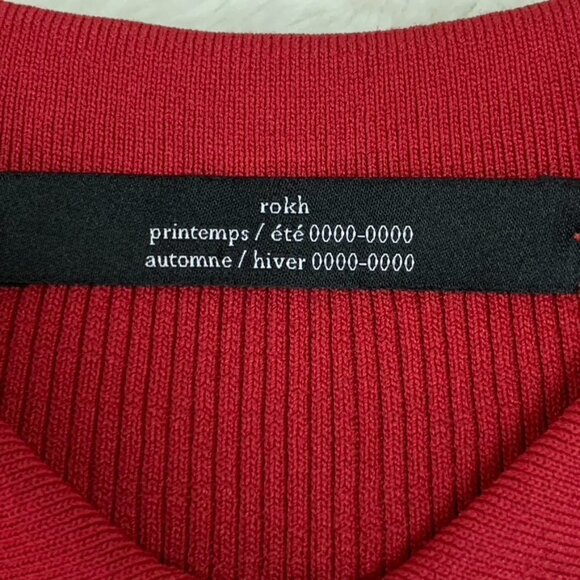 rokh
printemps / été 0000-0000
automne / hiver 0000-0000